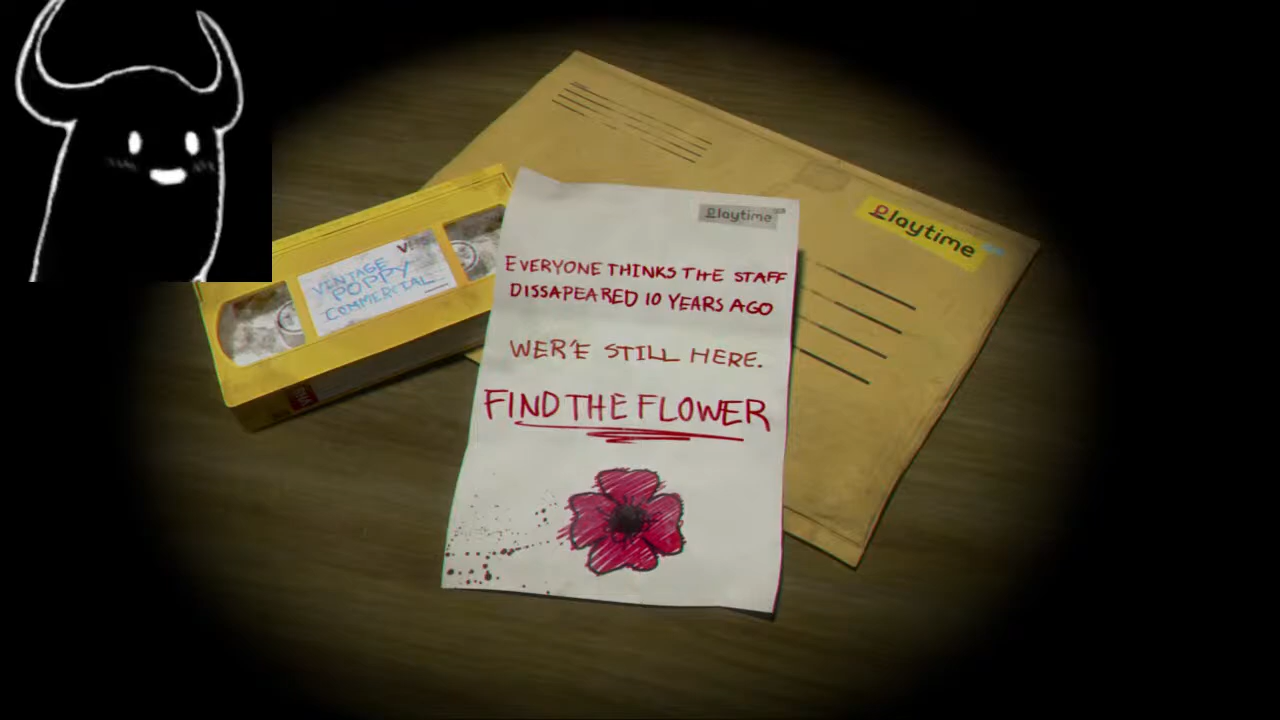 Playtime
EVERYONE THINKS THE STAFF
DISSAPEARED 10 YEARS AGO
WER'E STILL HERE.
FIND THE FLOWER
Playtime
VHS
VINTAGE
POPPY
COMMERCIAL